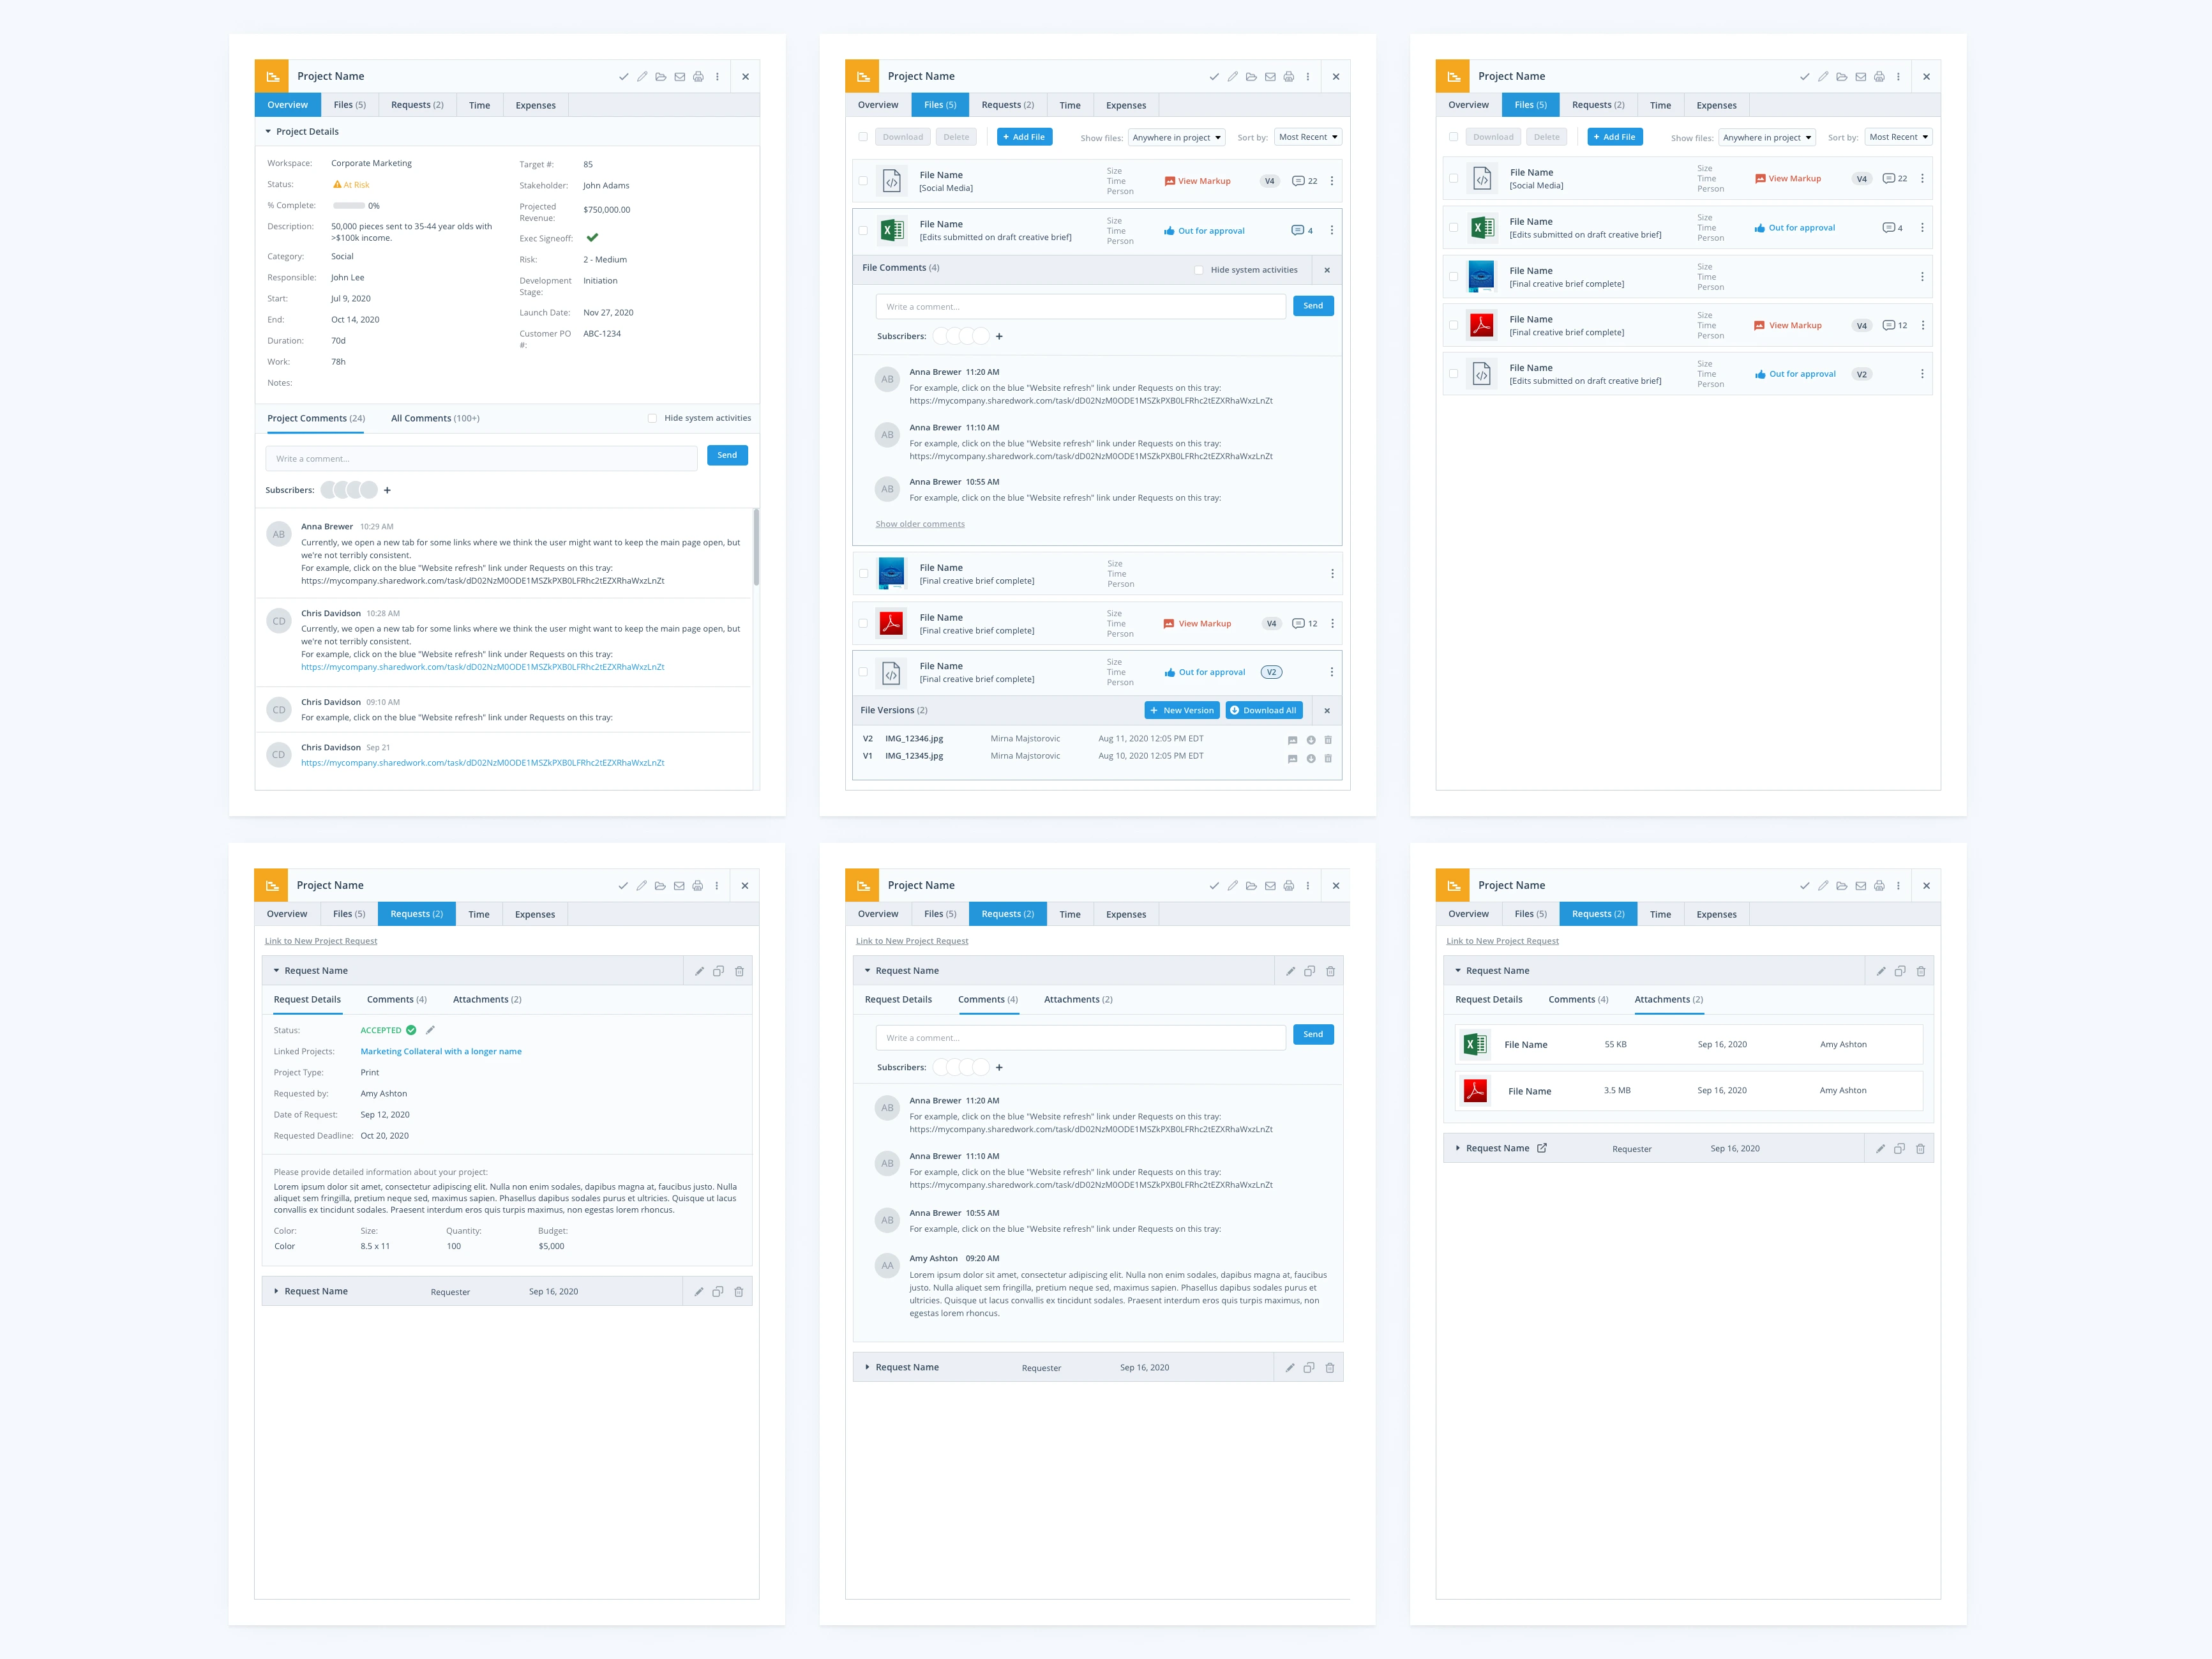 Project Name
Overview Files (5) Requests (2) Time Expenses
Project Details
Workspace: Corporate Marketing
Status: At Risk
% Complete: 0%
Description: 50,000 pieces sent to 35-44 year olds with
>$100k income.
Category: Social
Responsible: John Lee
Start: Jul 9, 2020
End: Oct 14, 2020
Duration: 70d
Work: 78h
Notes:
Target #: 85
Stakeholder: John Adams
Projected
Revenue: $750,000.00
Exec Signeoff:
Risk: 2 - Medium
Development
Stage: Initiation
Launch Date: Nov 27, 2020
Customer PO
#: ABC-1234
Project Comments (24) All Comments (100+) Hide system activities
Write a comment... Send
Subscribers: +
AB Anna Brewer 10:29 AM
Currently, we open a new tab for some links where we think the user might want to keep the main page open, but
we're not terribly consistent.
For example, click on the blue "Website refresh" link under Requests on this tray:
https://mycompany.sharedwork.com/task/dD02NzM0ODE1MSZkPXB0LFRhc2tEZXRhaWxzLnZt
CD Chris Davidson 10:28 AM
Currently, we open a new tab for some links where we think the user might want to keep the main page open, but
we're not terribly consistent.
For example, click on the blue "Website refresh" link under Requests on this tray:
https://mycompany.sharedwork.com/task/dD02NzM0ODE1MSZkPXB0LFRhc2tEZXRhaWxzLnZt
CD Chris Davidson 09:10 AM
For example, click on the blue "Website refresh" link under Requests on this tray:
CD Chris Davidson Sep 21
https://mycompany.sharedwork.com/task/dD02NzM0ODE1MSZkPXB0LFRhc2tEZXRhaWxzLnZt
Project Name
Overview Files (5) Requests (2) Time Expenses
Download Delete + Add File Show files: Anywhere in project Sort by: Most Recent
File Name
[Social Media]
Size
Time
Person
View Markup V4 22
File Name
[Edits submitted on draft creative brief]
Size
Time
Person
Out for approval 4
File Comments (4) Hide system activities
Write a comment... Send
Subscribers: +
AB Anna Brewer 11:20 AM
For example, click on the blue "Website refresh" link under Requests on this tray:
https://mycompany.sharedwork.com/task/dD02NzM0ODE1MSZkPXB0LFRhc2tEZXRhaWxzLnZt
AB Anna Brewer 11:10 AM
For example, click on the blue "Website refresh" link under Requests on this tray:
https://mycompany.sharedwork.com/task/dD02NzM0ODE1MSZkPXB0LFRhc2tEZXRhaWxzLnZt
AB Anna Brewer 10:55 AM
For example, click on the blue "Website refresh" link under Requests on this tray:
Show older comments
File Name
[Final creative brief complete]
Size
Time
Person
File Name
[Final creative brief complete]
Size
Time
Person
View Markup V4 12
File Name
[Final creative brief complete]
Size
Time
Person
Out for approval V2
File Versions (2) + New Version Download All
V2 IMG_12346.jpg Mirna Majstorovic Aug 11, 2020 12:05 PM EDT
V1 IMG_12345.jpg Mirna Majstorovic Aug 10, 2020 12:05 PM EDT
Project Name
Overview Files (5) Requests (2) Time Expenses
Download Delete + Add File Show files: Anywhere in project Sort by: Most Recent
File Name
[Social Media]
Size
Time
Person
View Markup V4 22
File Name
[Edits submitted on draft creative brief]
Size
Time
Person
Out for approval 4
File Name
[Final creative brief complete]
Size
Time
Person
File Name
[Final creative brief complete]
Size
Time
Person
View Markup V4 12
File Name
[Edits submitted on draft creative brief]
Size
Time
Person
Out for approval V2
Project Name
Overview Files (5) Requests (2) Time Expenses
Link to New Project Request
Request Name
Request Details Comments (4) Attachments (2)
Status: ACCEPTED
Linked Projects: Marketing Collateral with a longer name
Project Type: Print
Requested by: Amy Ashton
Date of Request: Sep 12, 2020
Requested Deadline: Oct 20, 2020
Please provide detailed information about your project:
Lorem ipsum dolor sit amet, consectetur adipiscing elit. Nulla non enim sodales, dapibus magna at, faucibus justo. Nulla
aliquet sem fringilla, pretium neque sed, maximus sapien. Phasellus dapibus sodales purus et ultricies. Quisque ut lacus
convallis ex tincidunt sodales. Praesent interdum eros quis turpis maximus, non egestas lorem rhoncus.
Color: Size: Quantity: Budget:
Color 8.5 x 11 100 $5,000
Request Name Requester Sep 16, 2020
Project Name
Overview Files (5) Requests (2) Time Expenses
Link to New Project Request
Request Name
Request Details Comments (4) Attachments (2)
Write a comment... Send
Subscribers: +
AB Anna Brewer 11:20 AM
For example, click on the blue "Website refresh" link under Requests on this tray:
https://mycompany.sharedwork.com/task/dD02NzM0ODE1MSZkPXB0LFRhc2tEZXRhaWxzLnZt
AB Anna Brewer 11:10 AM
For example, click on the blue "Website refresh" link under Requests on this tray:
https://mycompany.sharedwork.com/task/dD02NzM0ODE1MSZkPXB0LFRhc2tEZXRhaWxzLnZt
AB Anna Brewer 10:55 AM
For example, click on the blue "Website refresh" link under Requests on this tray:
AA Amy Ashton 09:20 AM
Lorem ipsum dolor sit amet, consectetur adipiscing elit. Nulla non enim sodales, dapibus magna at, faucibus
justo. Nulla aliquet sem fringilla, pretium neque sed, maximus sapien. Phasellus dapibus sodales purus et
ultricies. Quisque ut lacus convallis ex tincidunt sodales. Praesent interdum eros quis turpis maximus, non
egestas lorem rhoncus.
Request Name Requester Sep 16, 2020
Project Name
Overview Files (5) Requests (2) Time Expenses
Link to New Project Request
Request Name
Request Details Comments (4) Attachments (2)
File Name 55 KB Sep 16, 2020 Amy Ashton
File Name 3.5 MB Sep 16, 2020 Amy Ashton
Request Name Requester Sep 16, 2020